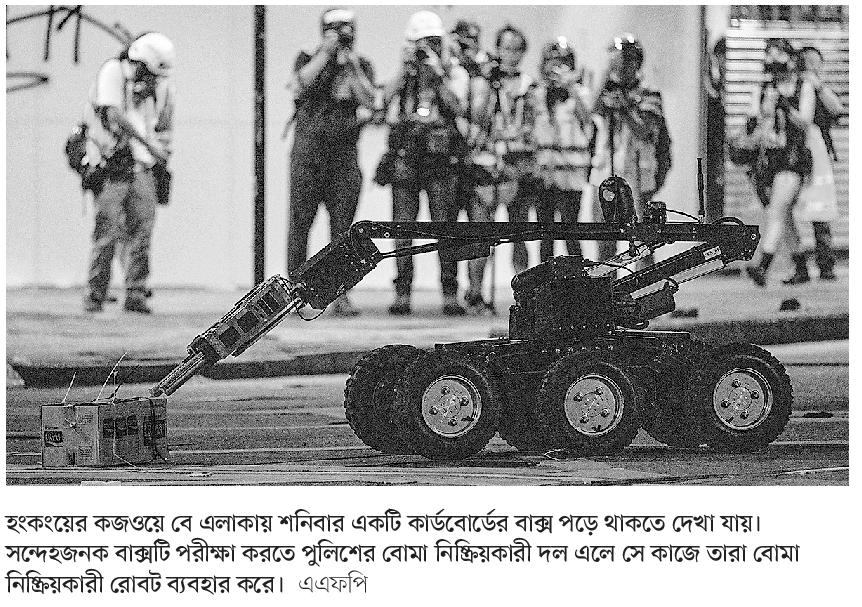 হংকংয়ের কজওয়ে বে এলাকায় শনিবার একটি কার্ডবোর্ডের বাক্স পড়ে থাকতে দেখা যায়।
সন্দেহজনক বাক্সটি পরীক্ষা করতে পুলিশের বোমা নিষ্ক্রিয়কারী দল এলে সে কাজে তারা বোমা
নিষ্ক্রিয়কারী রোবট ব্যবহার করে। এএফপি